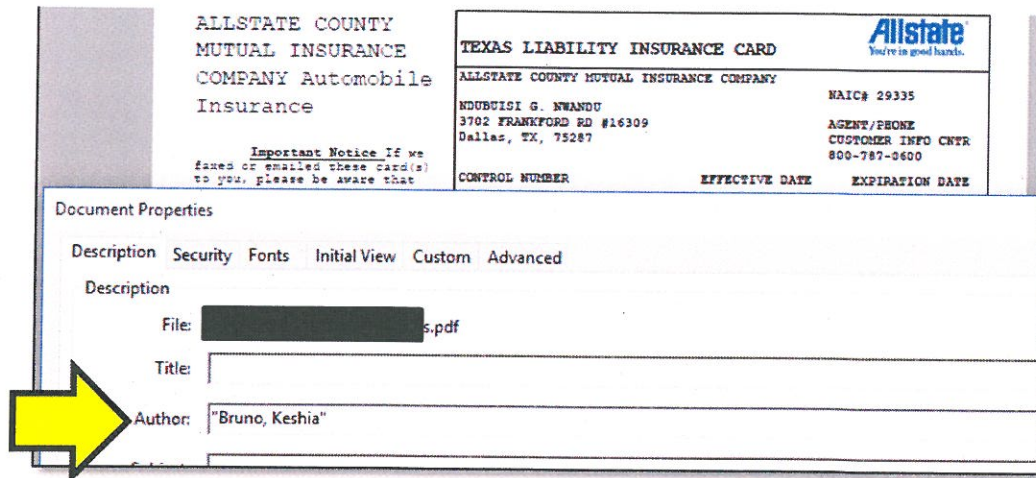 ALLSTATE COUNTY
MUTUAL INSURANCE
COMPANY Automobile
Insurance
Important Notice If we
faxed or emailed these card(s)
to you, please be aware that
TEXAS LIABILITY INSURANCE CARD
Allstate
You're in good hands.
ALLSTATE COUNTY MUTUAL INSURANCE COMPANY
NAIC# 29335
NDUBUISI G. NWANDU
3702 FRANKFORD RD #16309
Dallas, TX, 75287
AGENT/PHONE
CUSTOMER INFO CNTR
800-787-0600
CONTROL NUMBER EFFECTIVE DATE EXPIRATION DATE
Document Properties
Description Security Fonts Initial View Custom Advanced
Description
File: s.pdf
Title:
Author: "Bruno, Keshia"